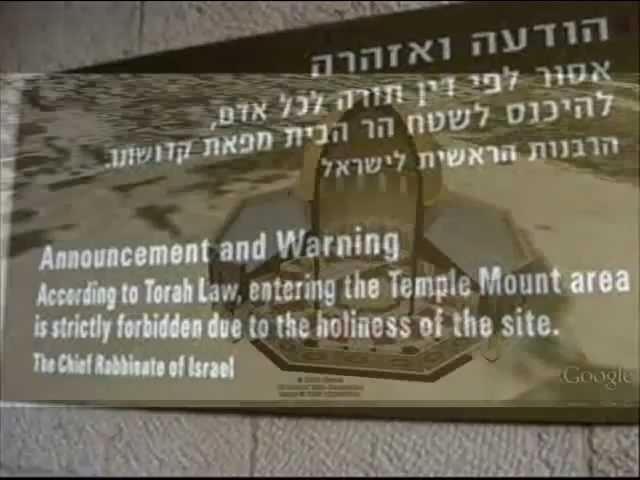 הודעה ואזהרה
אסור לפי דין תורה לכל אדם,
להיכנס לשטח הר הבית מפאת קדושתו.
הרבנות הראשית לישראל
Announcement and Warning
According to Torah Law, entering the Temple Mount area
is strictly forbidden due to the holiness of the site.
The Chief Rabbinate of Israel
Google